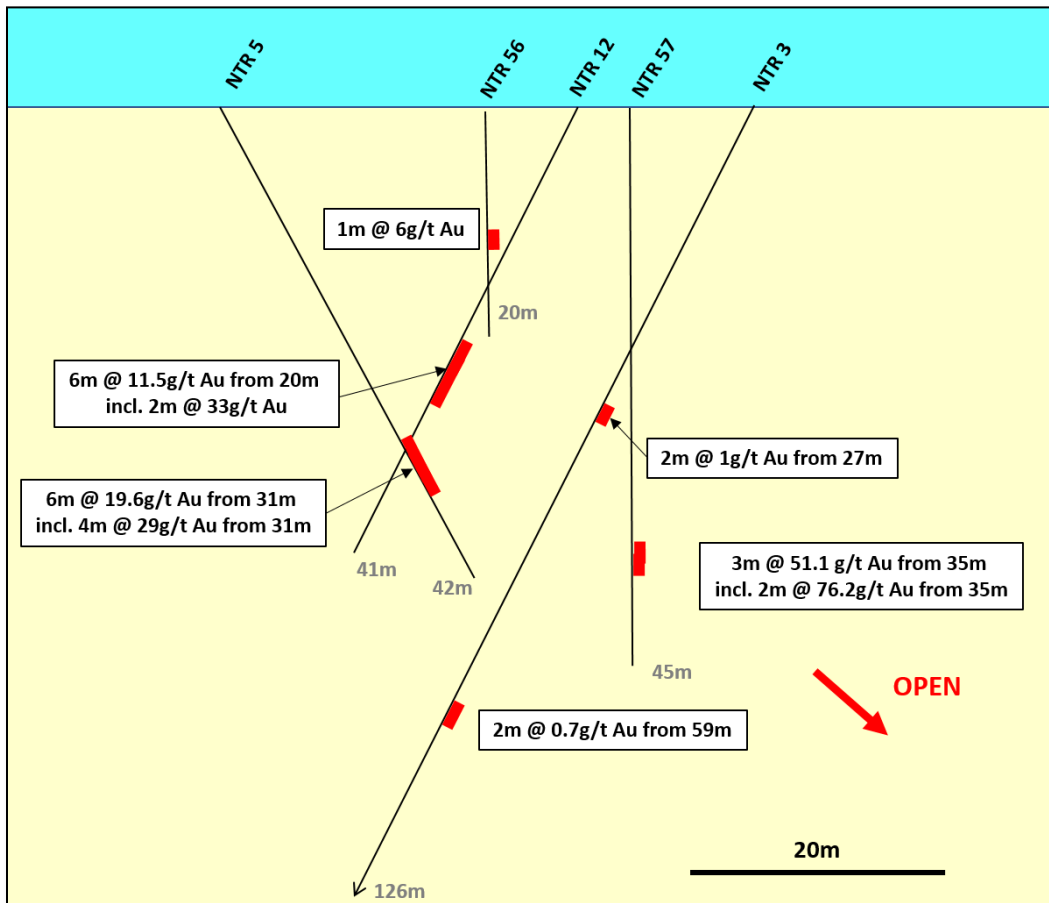 NTR 5
NTR 56
NTR 12
NTR 57
NTR 3
1m @ 6g/t Au
20m
6m @ 11.5g/t Au from 20m
incl. 2m @ 33g/t Au
2m @ 1g/t Au from 27m
6m @ 19.6g/t Au from 31m
incl. 4m @ 29g/t Au from 31m
41m
42m
3m @ 51.1 g/t Au from 35m
incl. 2m @ 76.2g/t Au from 35m
45m
OPEN
2m @ 0.7g/t Au from 59m
20m
126m